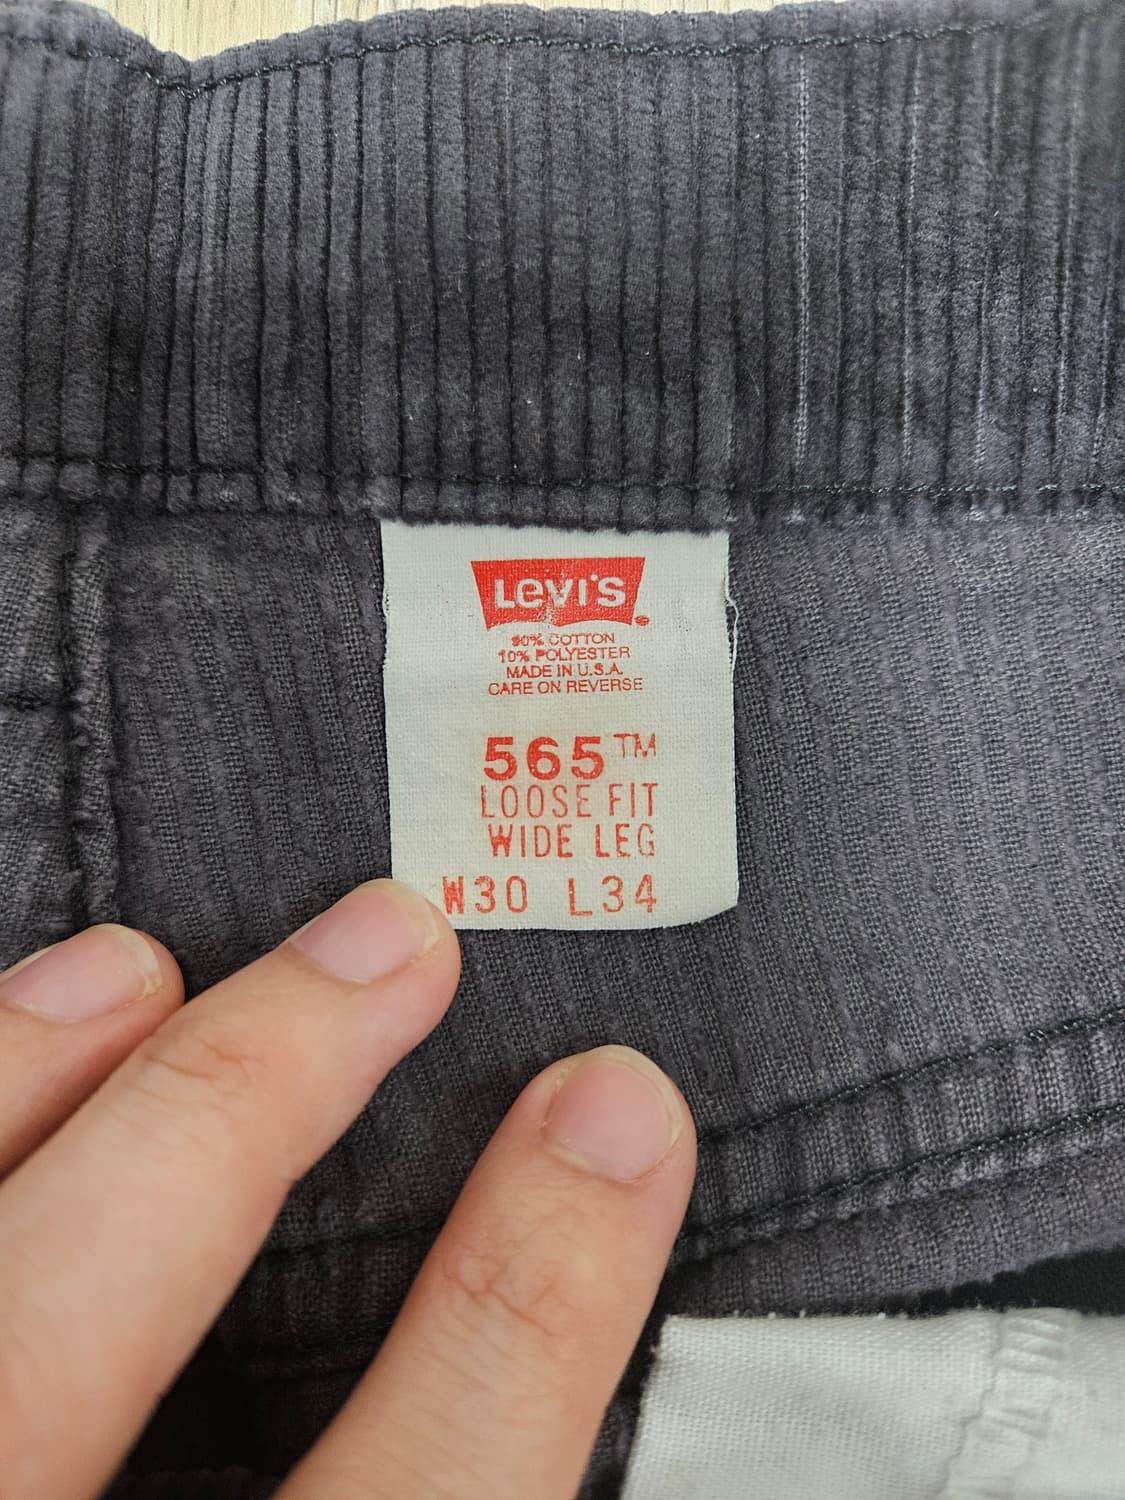 Levi's
90% COTTON
10% POLYESTER
MADE IN U.S.A.
CARE ON REVERSE
565™
LOOSE FIT
WIDE LEG
W30 L34